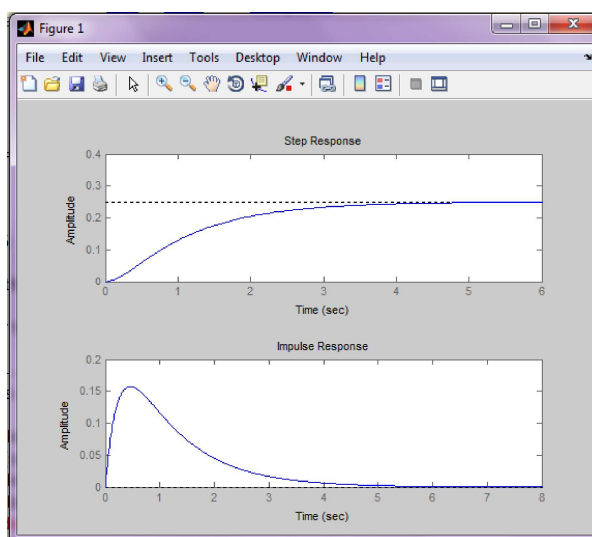 Figure 1
File Edit View Insert Tools Desktop Window Help
Step Response
0.4
0.3
0.2
0.1
0
Amplitude
0 1 2 3 4 5 6
Time (sec)
Impulse Response
0.2
0.15
0.1
0.05
0
Amplitude
0 1 2 3 4 5 6 7 8
Time (sec)